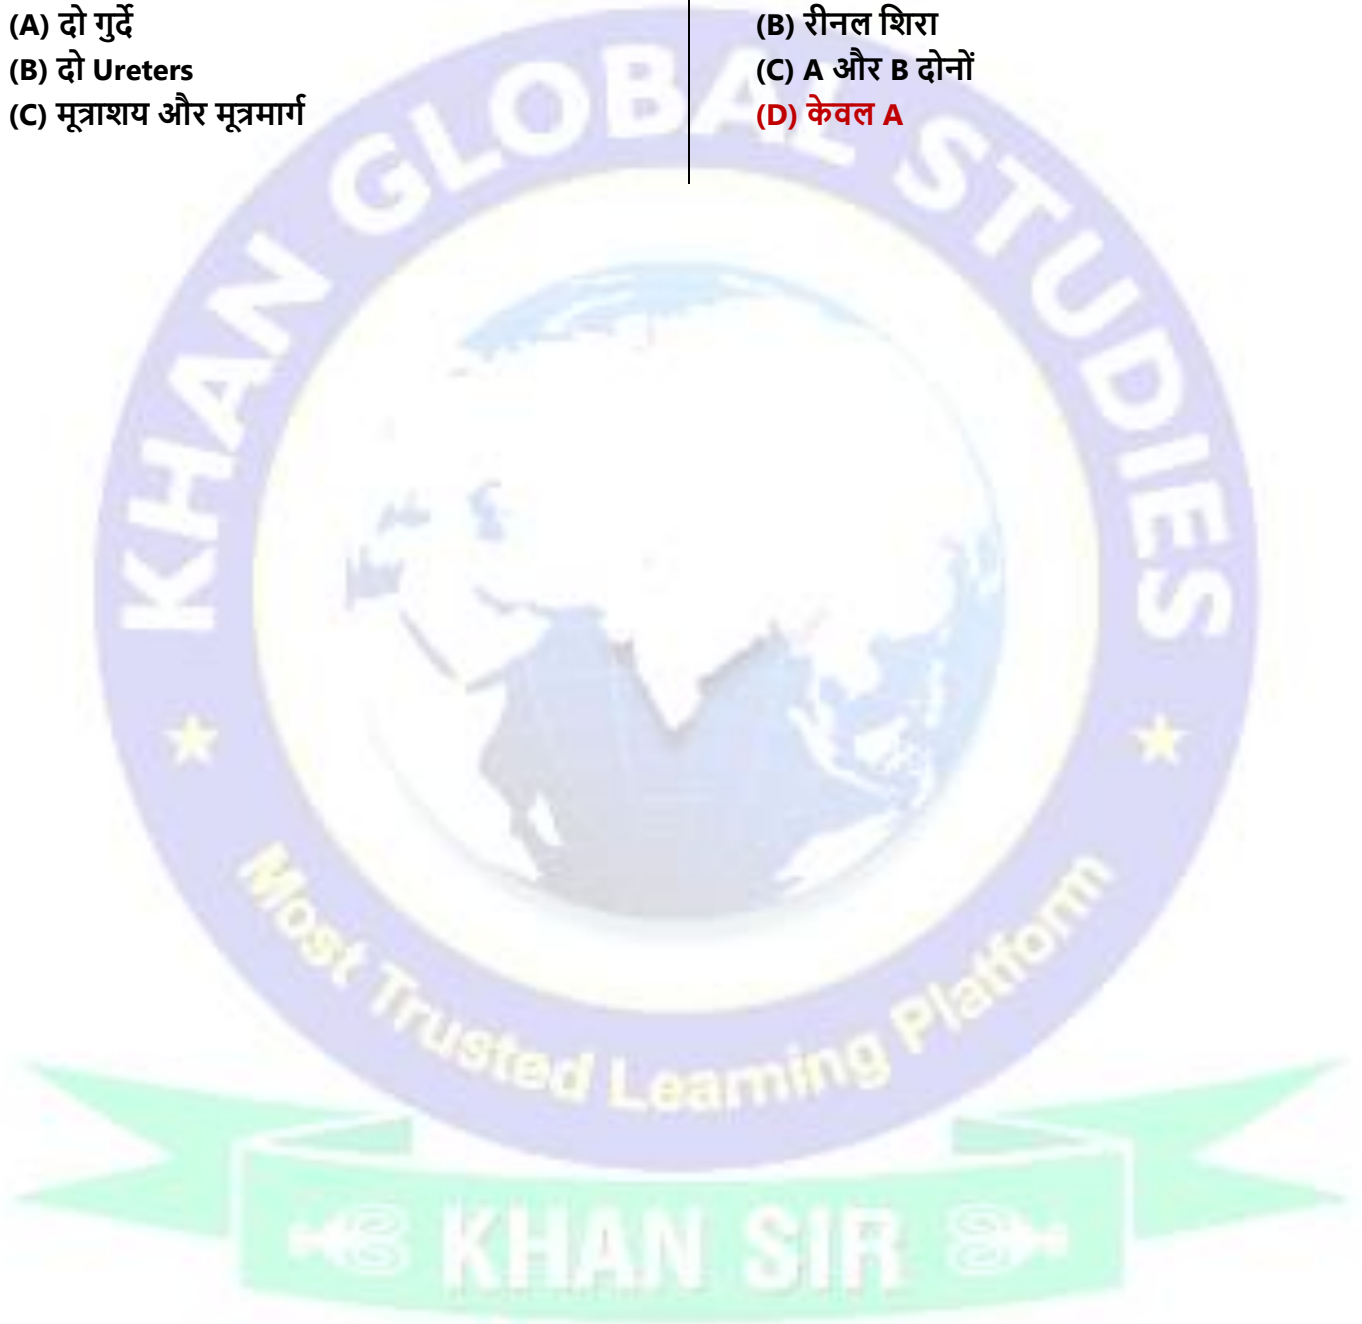 (A) दो गुर्दे
(B) दो Ureters
(C) मूत्राशय और मूत्रमार्ग
(B) रीनल शिरा
(C) A और B दोनों
(D) केवल A
KHAN GLOBAL STUDIES
Most Trusted Learning Platform
KHAN SIR